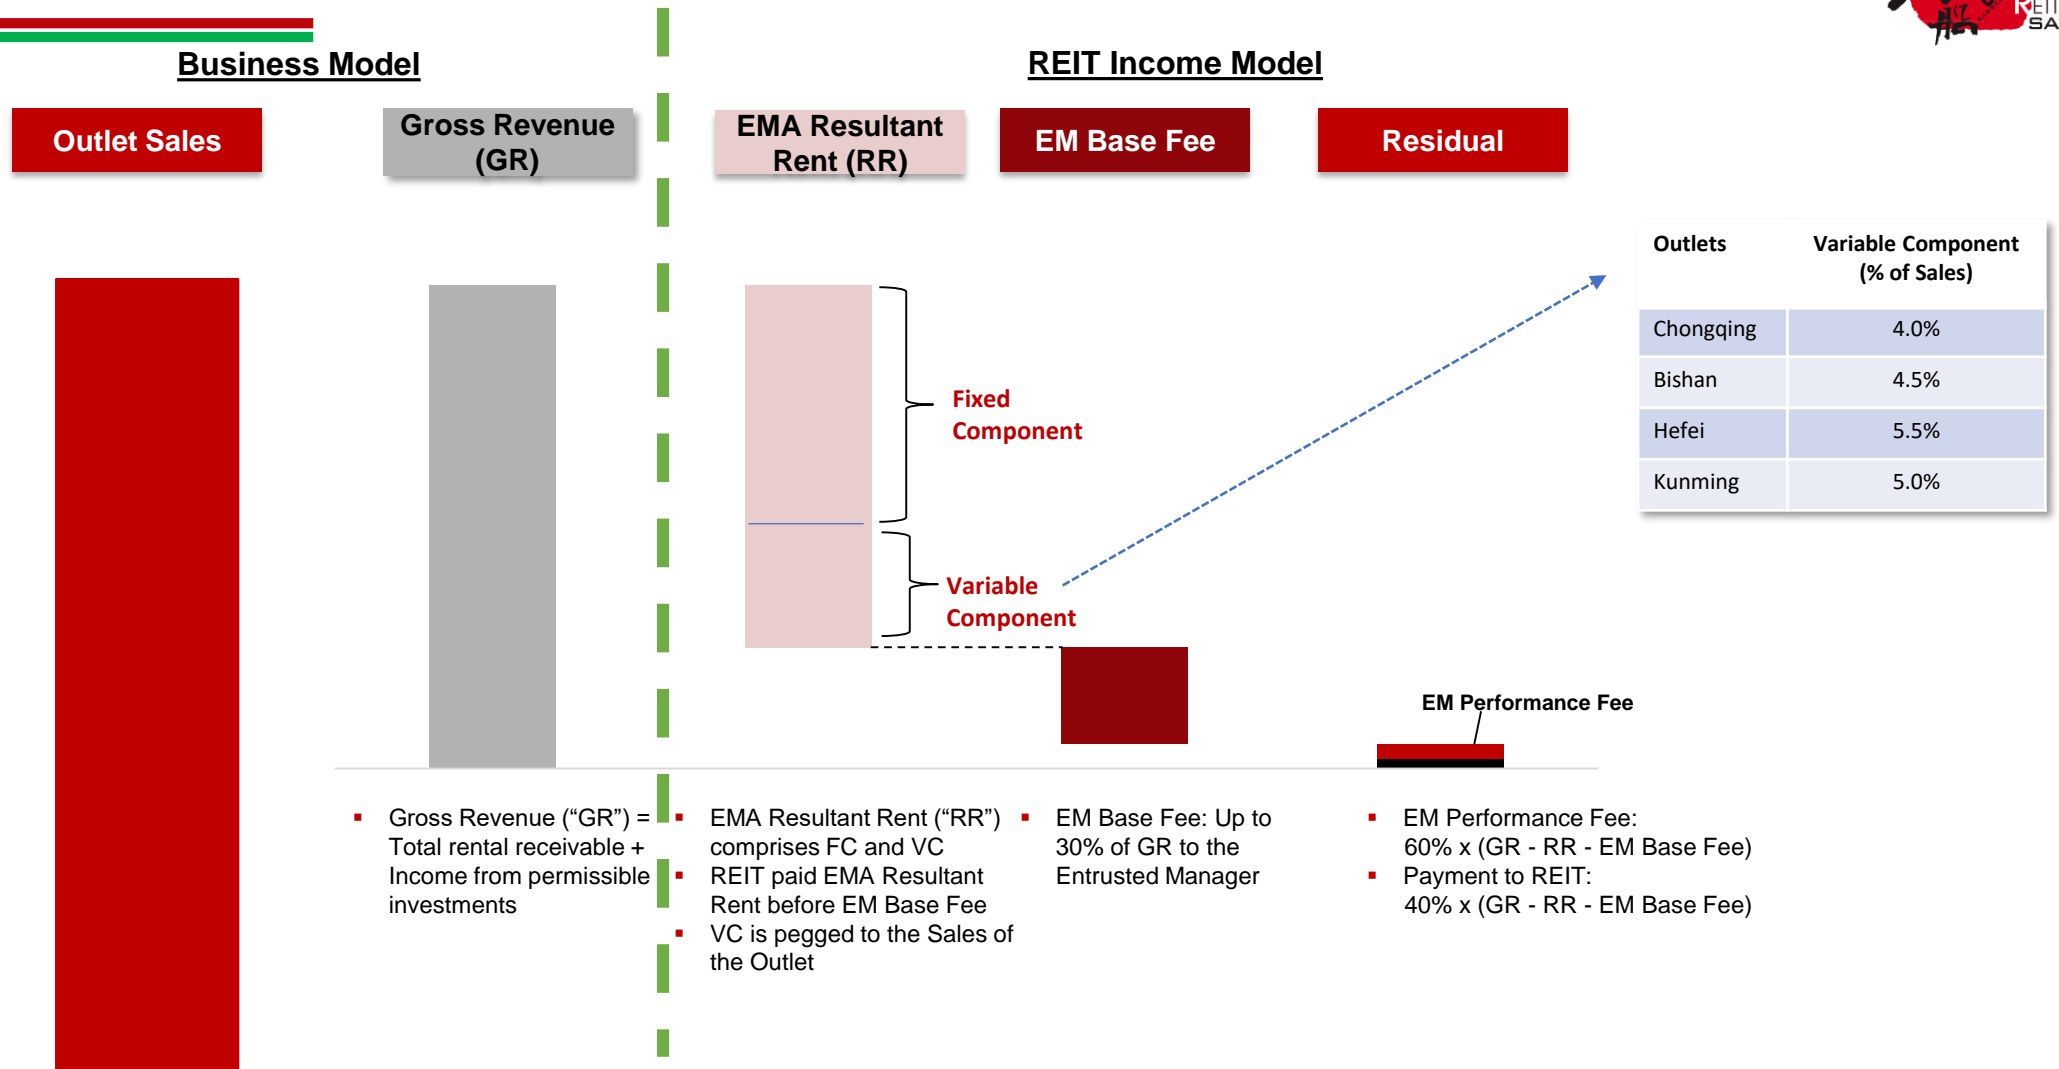 Business Model
REIT Income Model
Outlet Sales
Gross Revenue
(GR)
EMA Resultant
Rent (RR)
EM Base Fee
Residual
Outlets
Variable Component
(% of Sales)
Chongqing
4.0%
Bishan
4.5%
Hefei
5.5%
Kunming
5.0%
Fixed
Component
Variable
Component
EM Performance Fee
▪ Gross Revenue (“GR”) =
Total rental receivable +
Income from permissible
investments
▪ EMA Resultant Rent (“RR”)
comprises FC and VC
▪ REIT paid EMA Resultant
Rent before EM Base Fee
▪ VC is pegged to the Sales of
the Outlet
▪ EM Base Fee: Up to
30% of GR to the
Entrusted Manager
▪ EM Performance Fee:
60% x (GR - RR - EM Base Fee)
▪ Payment to REIT:
40% x (GR - RR - EM Base Fee)